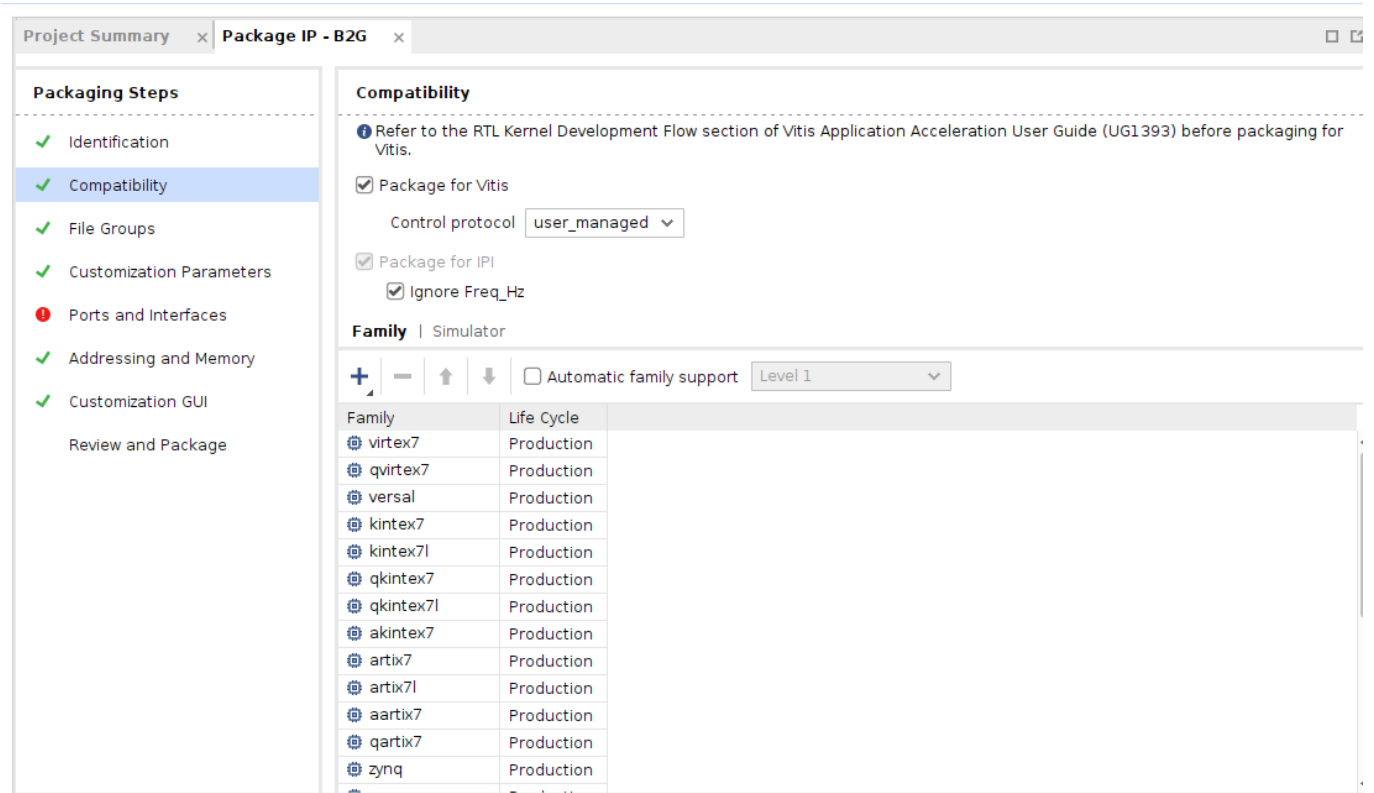 Project Summary
Package IP - B2G
Packaging Steps
Identification
Compatibility
File Groups
Customization Parameters
Ports and Interfaces
Addressing and Memory
Customization GUI
Review and Package
Compatibility
Refer to the RTL Kernel Development Flow section of Vitis Application Acceleration User Guide (UG1393) before packaging for
Vitis.
Package for Vitis
Control protocol user_managed
Package for IPI
Ignore Freq_Hz
Family | Simulator
Automatic family support Level 1
Family Life Cycle
virtex7 Production
qvirtex7 Production
versal Production
kintex7 Production
kintex7l Production
qkintex7 Production
qkintex7l Production
akintex7 Production
artix7 Production
artix7l Production
aartix7 Production
qartix7 Production
zynq Production